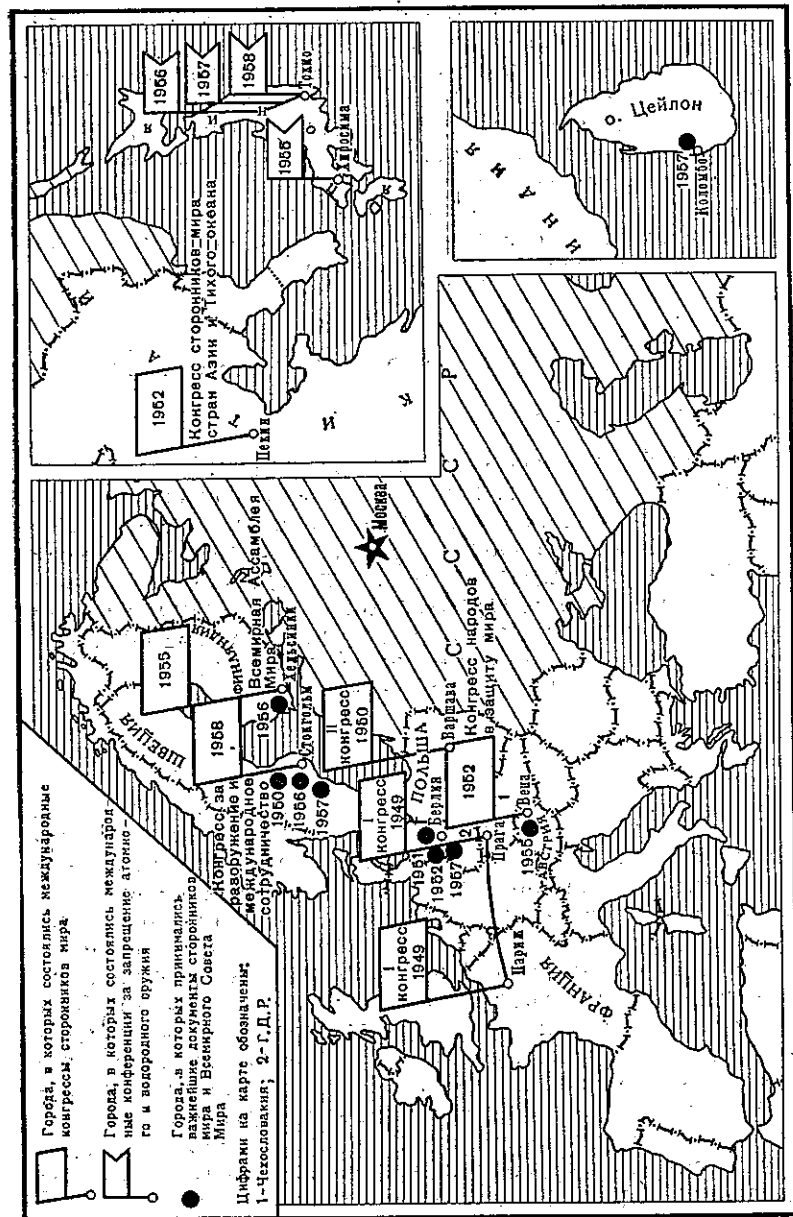 Города, в которых состоялись международные
конгрессы сторонников мира
Города, в которых состоялись международ-
ные конференции за запрещение атомно-
го и водородного оружия
Города, в которых принимались
важнейшие документы сторонников
мира и Всемирного Совета
Мира
Цифрами на карте обозначены:
1-Чехословакия; 2-Г.Д.Р.
ШВЕЦИЯ
ФИНЛЯНДИЯ
1955
Всемирная Ассамблея
Мира
Хельсинки
1956
1958
Стокгольм
1950
1956
1957
Конгресс за
разоружение и
международное
сотрудничество
II
конгресс
1950
Варшава
ПОЛЬША
Конгресс народов
в защиту мира
1952
Вена
1955
АВСТРИЯ
I
конгресс
1949
Прага
1
2
Берлин
1951
1952
1957
I
конгресс
1949
Париж
ФРАНЦИЯ
Москва
С С С Р
1952
Конгресс сторонников мира
стран Азии и Тихого океана
Пекин
К И Т А Й
1955
Хиросима
1956
1957
1958
Токио
Я П О Н И Я
ИНДИЯ
о. Цейлон
1957
Коломбо